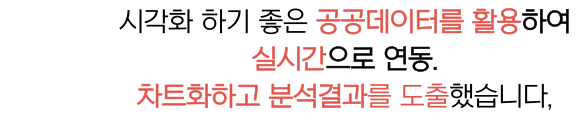 시각화 하기 좋은 공공데이터를 활용하여
실시간으로 연동.
차트화하고 분석결과를 도출했습니다,